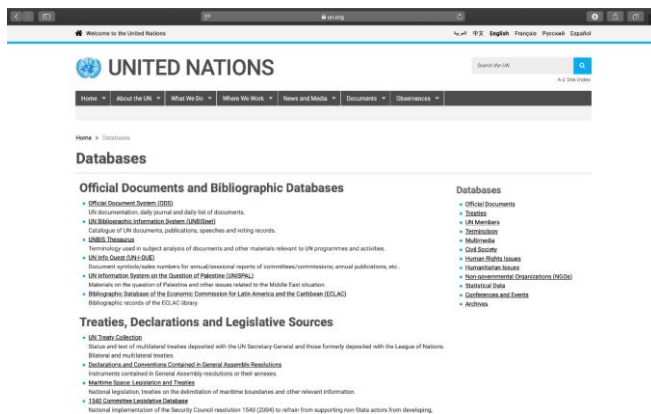 un.org
Welcome to the United Nations
عربي 中文 English Français Русский Español
UNITED NATIONS
Search the UN
A-Z Site Index
Home About the UN What We Do Where We Work News and Media Documents Observances
Home » Databases
Databases
Official Documents and Bibliographic Databases
Official Document System (ODS)
UN documentation, daily journal and daily list of documents.
UN Bibliographic Information System (UNBISnet)
Catalogue of UN documents, publications, speeches and voting records.
UNBIS Thesaurus
Terminology used in subject analysis of documents and other materials relevant to UN programmes and activities.
UN Info Quest (UN-I-QUE)
Document symbols/sales numbers for annual/sessional reports of committees/commissions; annual publications, etc..
UN Information System on the Question of Palestine (UNISPAL)
Materials on the question of Palestine and other issues related to the Middle East situation.
Bibliographic Database of the Economic Commission for Latin America and the Caribbean (ECLAC)
Bibliographic records of the ECLAC library.
Treaties, Declarations and Legislative Sources
UN Treaty Collection
Status and text of multilateral treaties deposited with the UN Secretary General and those formerly deposited with the League of Nations.
Bilateral and multilateral treaties.
Declarations and Conventions Contained in General Assembly Resolutions
Instruments contained in General Assembly resolutions or their annexes.
Maritime Space: Legislation and Treaties
National legislation, treaties on the delimitation of maritime boundaries and other relevant information.
1540 Committee Legislative Database
National implementation of the Security Council resolution 1540 (2004) to refrain from supporting non-State actors from developing,
Databases
Official Documents
Treaties
UN Members
Terminology
Multimedia
Civil Society
Human Rights Issues
Humanitarian Issues
Non-governmental Organizations (NGOs)
Statistical Data
Conferences and Events
Archives